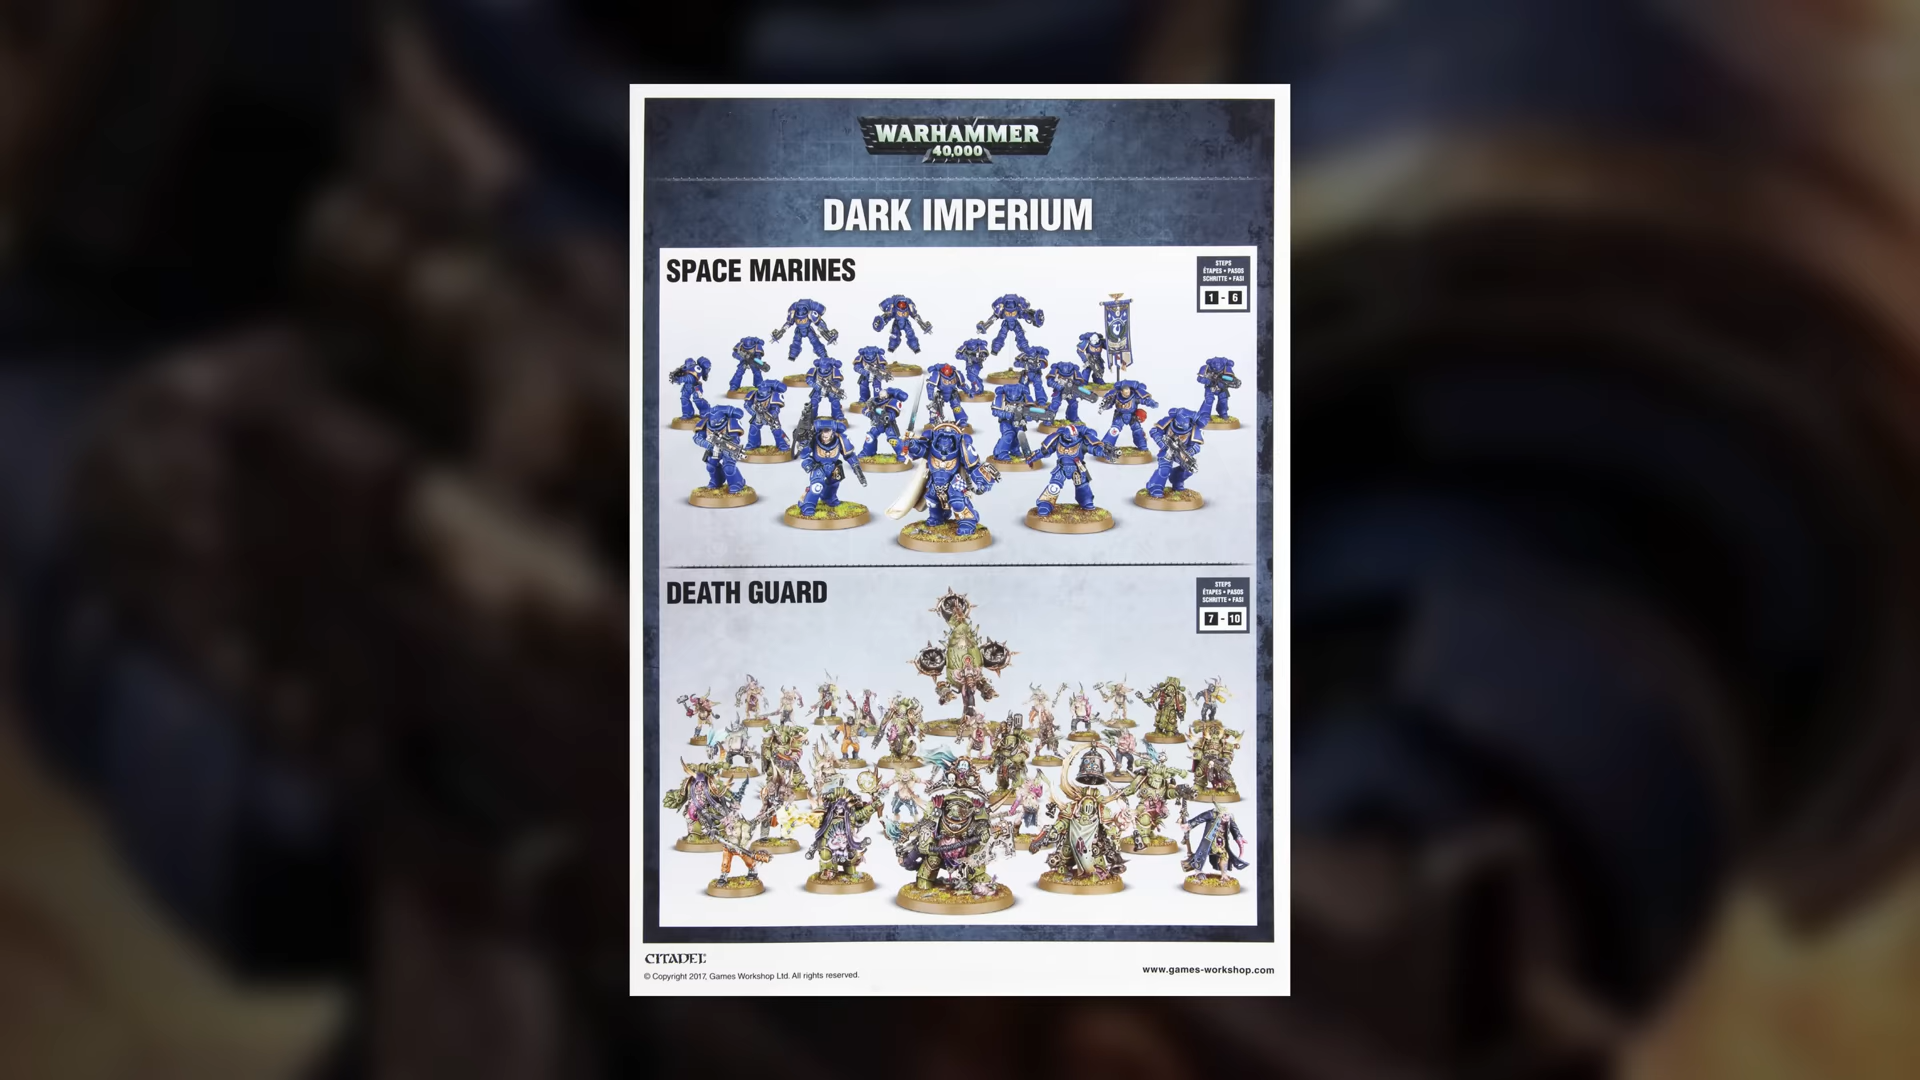 WARHAMMER
40,000
DARK IMPERIUM
SPACE MARINES
STEPS
ÉTAPES • PASOS
SCHRITTE • FASI
1 - 6
DEATH GUARD
STEPS
ÉTAPES • PASOS
SCHRITTE • FASI
7 - 10
CITADEL
© Copyright 2017, Games Workshop Ltd. All rights reserved.
www.games-workshop.com